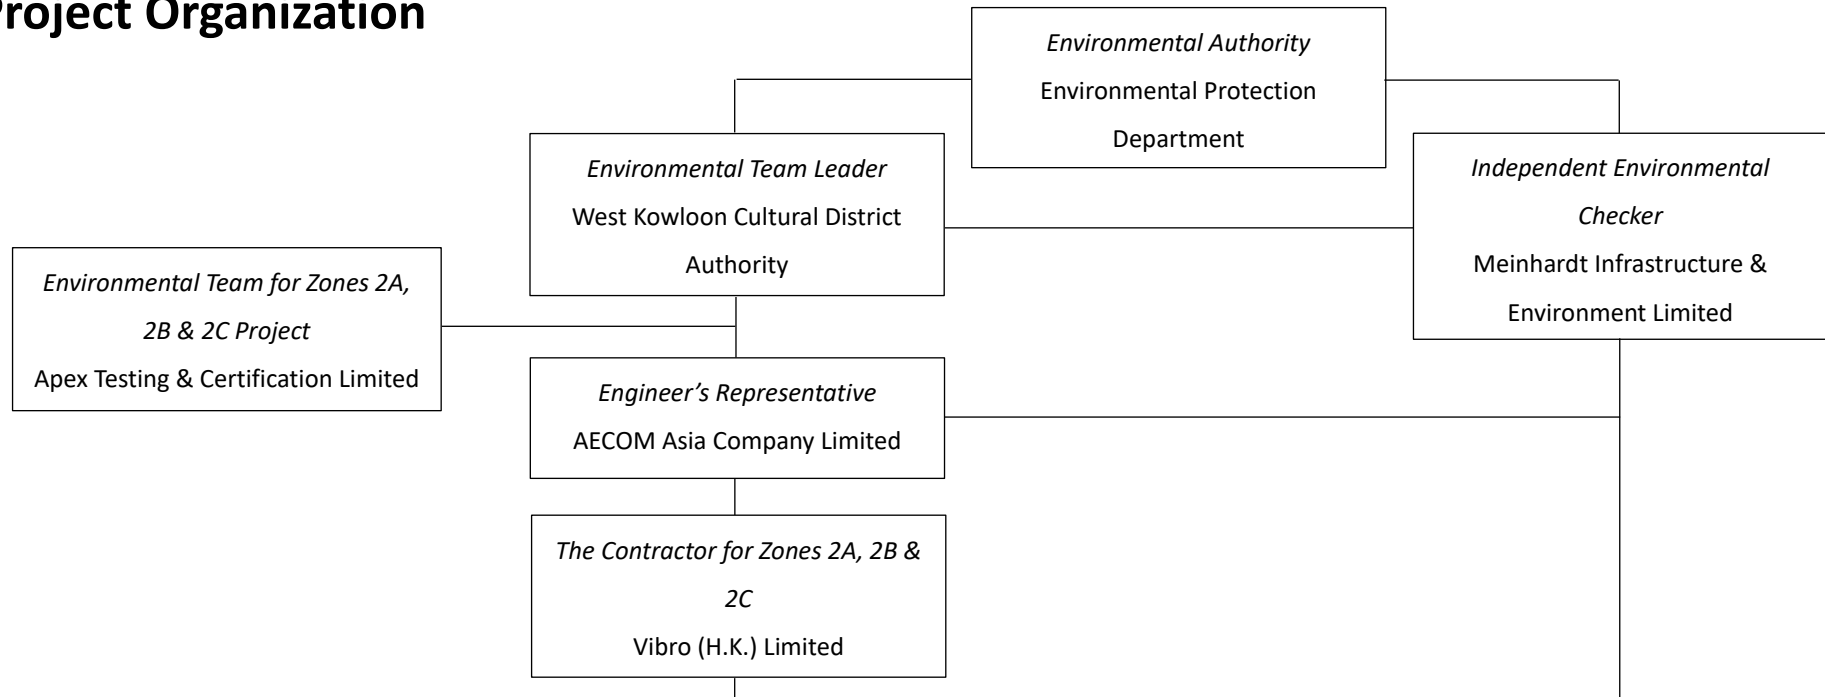 Project Organization
Environmental Authority
Environmental Protection
Department
Environmental Team Leader
West Kowloon Cultural District
Authority
Independent Environmental
Checker
Meinhardt Infrastructure &
Environment Limited
Environmental Team for Zones 2A,
2B & 2C Project
Apex Testing & Certification Limited
Engineer’s Representative
AECOM Asia Company Limited
The Contractor for Zones 2A, 2B &
2C
Vibro (H.K.) Limited